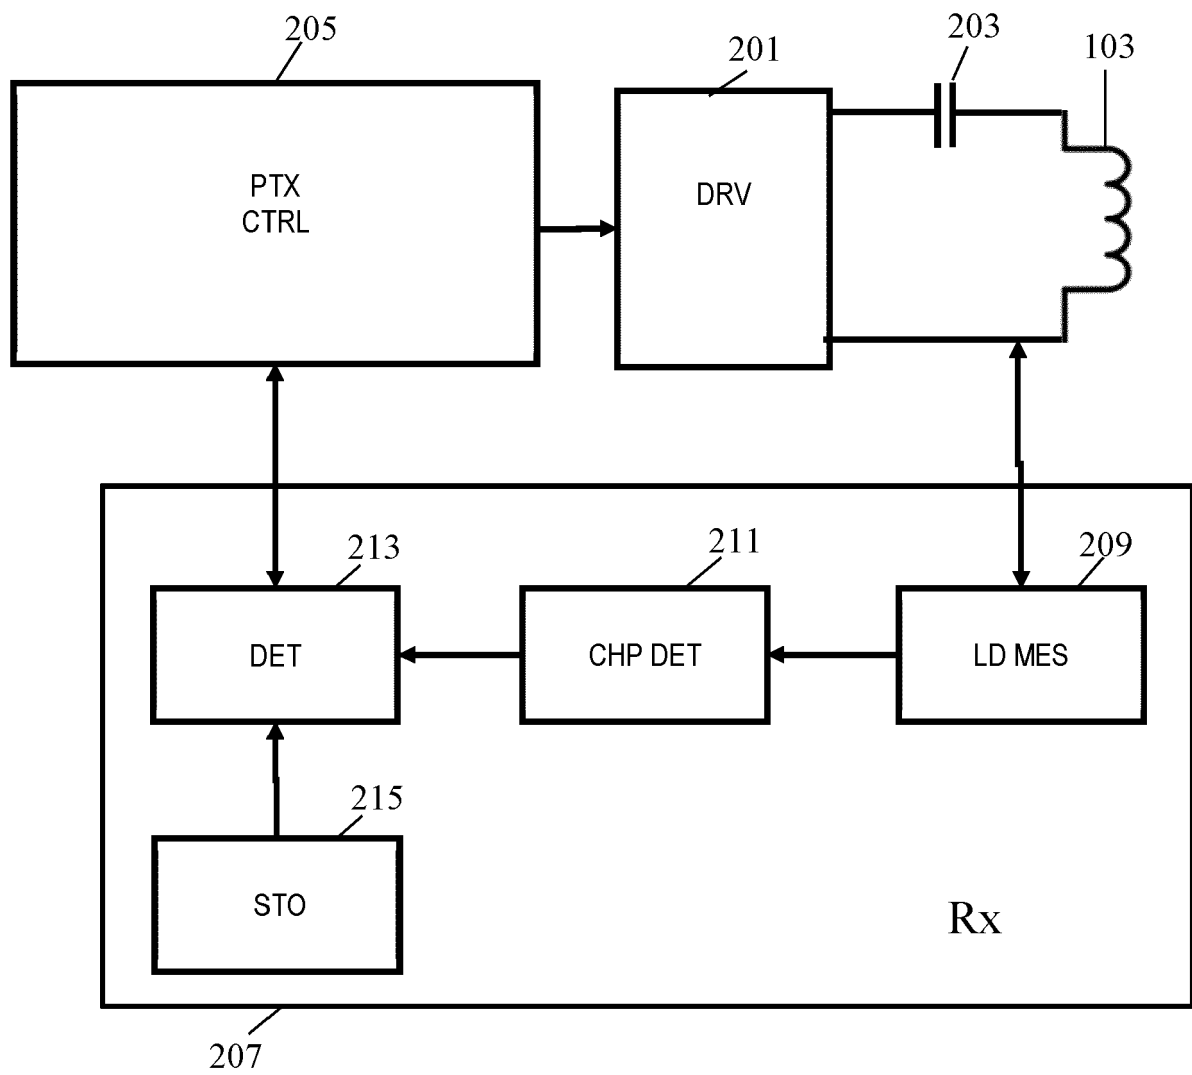 205
201
203
103
PTX
CTRL
DRV
213
211
209
DET
CHP DET
LD MES
215
STO
Rx
207